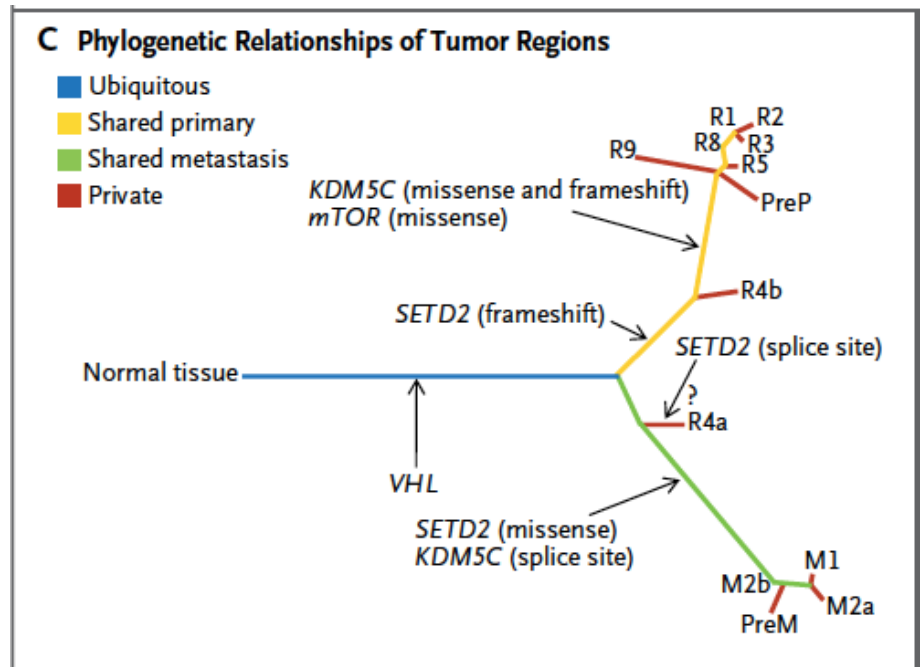 C Phylogenetic Relationships of Tumor Regions
Ubiquitous
Shared primary
Shared metastasis
Private
R1
R2
R8
R3
R9
R5
PreP
KDM5C (missense and frameshift)
mTOR (missense)
R4b
SETD2 (frameshift)
SETD2 (splice site)
Normal tissue
?
R4a
VHL
SETD2 (missense)
KDM5C (splice site)
M1
M2b
M2a
PreM